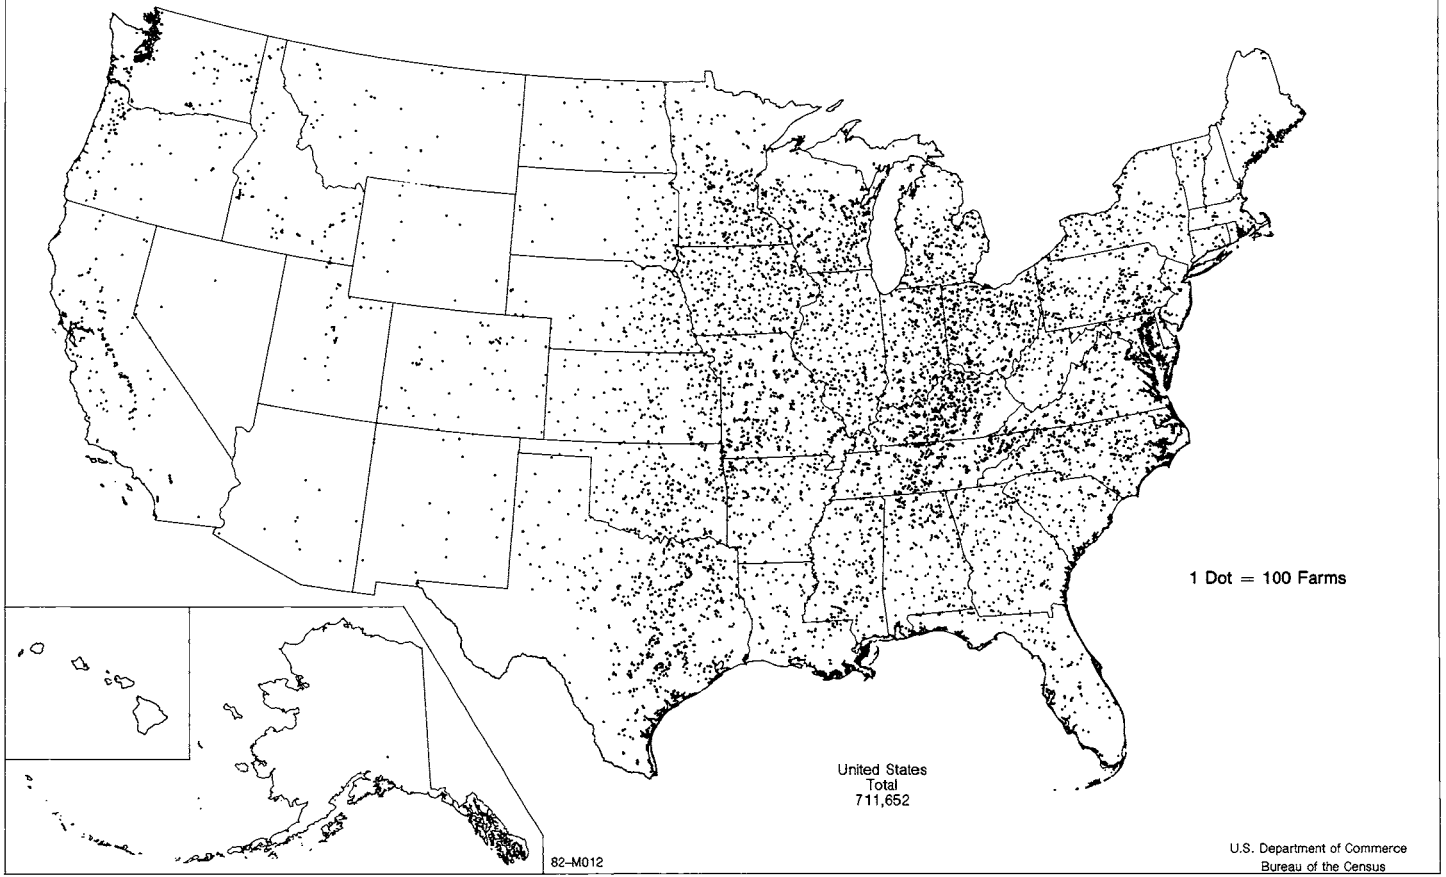 1 Dot = 100 Farms
United States
Total
711,652
82-M012
U.S. Department of Commerce
Bureau of the Census